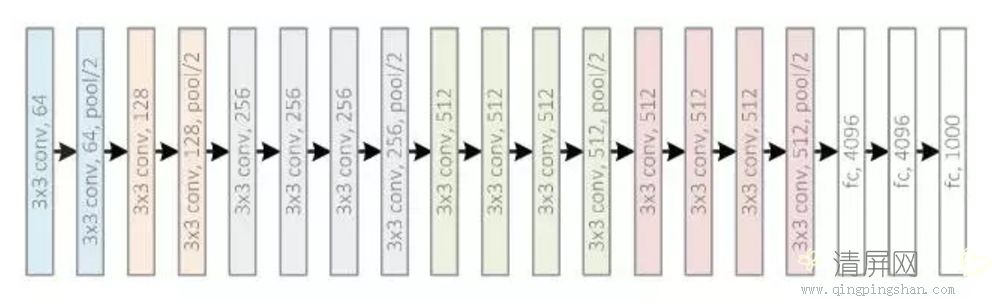 3x3 conv, 64
3x3 conv, 64, pool/2
3x3 conv, 128
3x3 conv, 128, pool/2
3x3 conv, 256
3x3 conv, 256
3x3 conv, 256
3x3 conv, 256, pool/2
3x3 conv, 512
3x3 conv, 512
3x3 conv, 512
3x3 conv, 512, pool/2
3x3 conv, 512
3x3 conv, 512
3x3 conv, 512
3x3 conv, 512, pool/2
fc, 4096
fc, 4096
fc, 1000
清屏网
www.qingpingshan.com